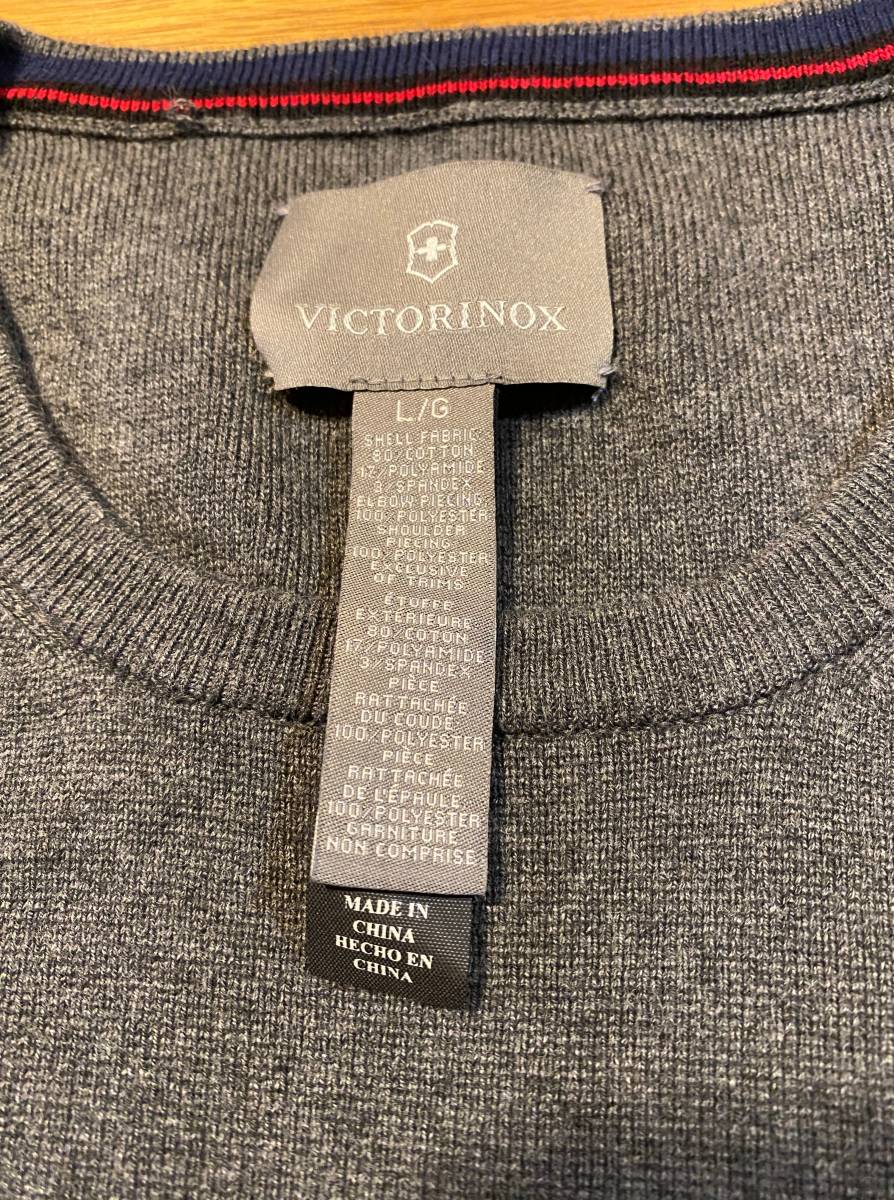 VICTORINOX
L/G
SHELL FABRIC
80%COTTON
17%POLYAMIDE
3%SPANDEX
ELBOW PIECING
100%POLYESTER
SHOULDER
PIECING
100%POLYESTER
EXCLUSIVE
OF TRIMS
ÉTOFFE
EXTÉRIEURE
80%COTON
17%POLYAMIDE
3%SPANDEX
PIÈCE
RATTACHÉE
DU COUDE
100%POLYESTER
PIÈCE
RATTACHÉE
DE L'ÉPAULE
100%POLYESTER
GARNITURE
NON COMPRISE
MADE IN
CHINA
HECHO EN
CHINA